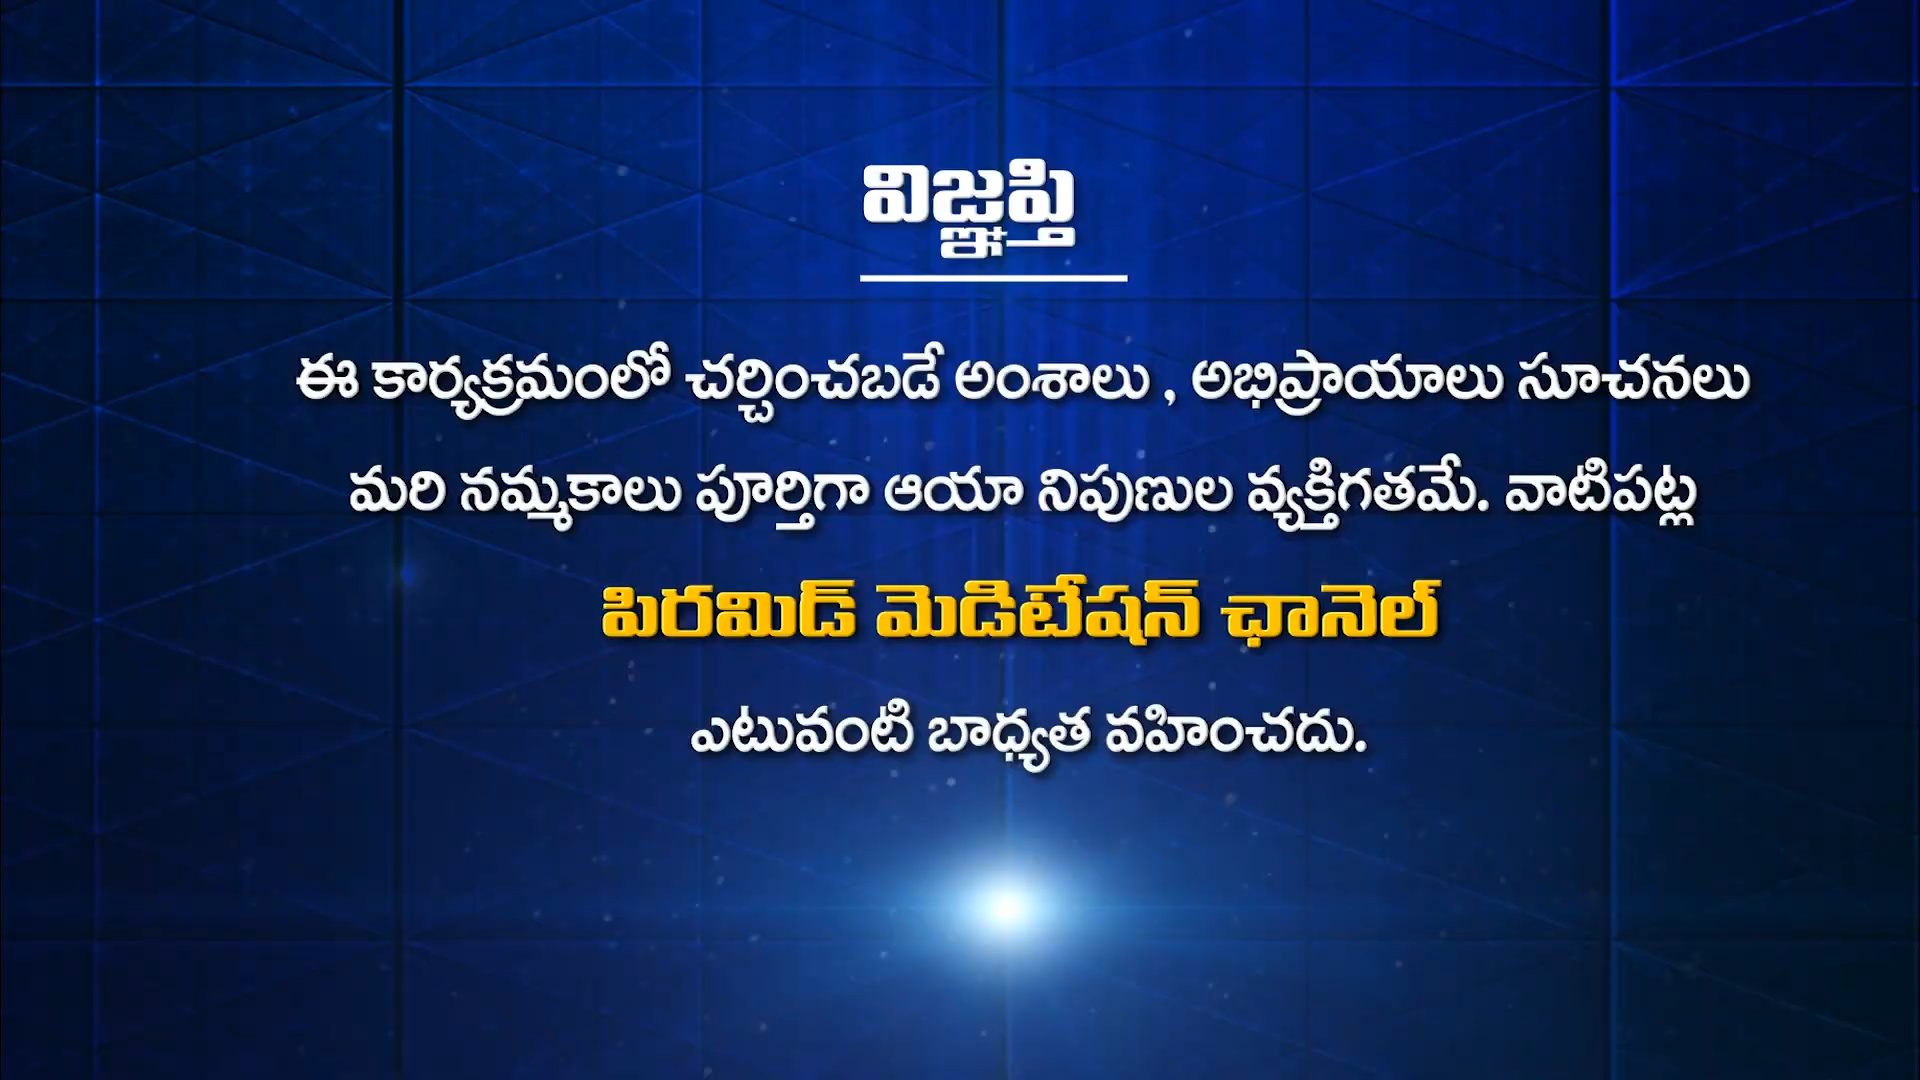 విజ్ఞప్తి
ఈ కార్యక్రమంలో చర్చించబడే అంశాలు , అభిప్రాయాలు సూచనలు
మరి నమ్మకాలు పూర్తిగా ఆయా నిపుణుల వ్యక్తిగతమే. వాటిపట్ల
పిరమిడ్ మెడిటేషన్ ఛానెల్
ఎటువంటి బాధ్యత వహించదు.